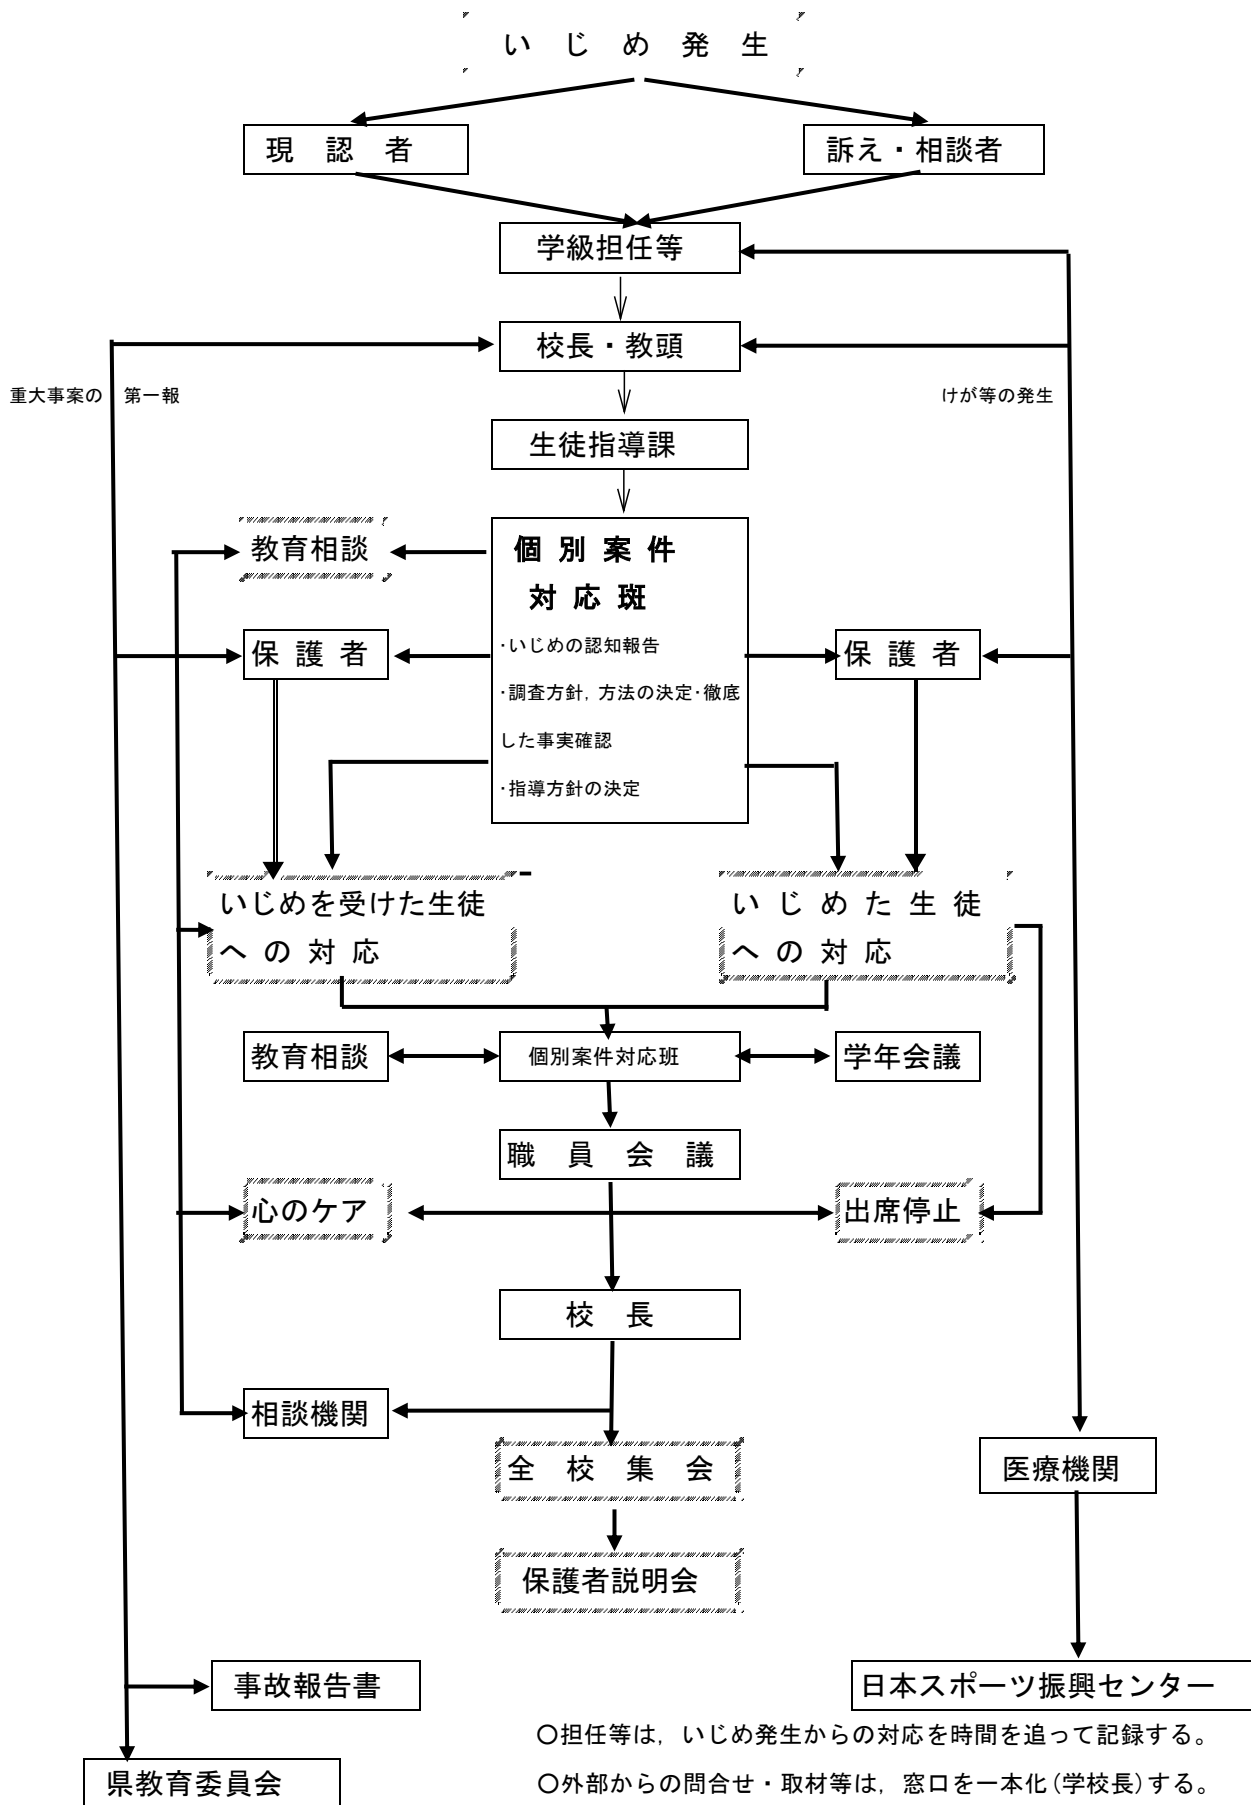 いじめ発生
現認者
訴え・相談者
学級担任等
校長・教頭
重大事案の 第一報
けが等の発生
生徒指導課
教育相談
個別案件
対応班
・いじめの認知報告
・調査方針，方法の決定・徹底
した事実確認
・指導方針の決定
保護者
保護者
いじめを受けた生徒
への対応
いじめた生徒
への対応
教育相談
個別案件対応班
学年会議
職員会議
心のケア
出席停止
校長
相談機関
全校集会
医療機関
保護者説明会
事故報告書
日本スポーツ振興センター
○担任等は，いじめ発生からの対応を時間を追って記録する。
県教育委員会
○外部からの問合せ・取材等は，窓口を一本化(学校長)する。